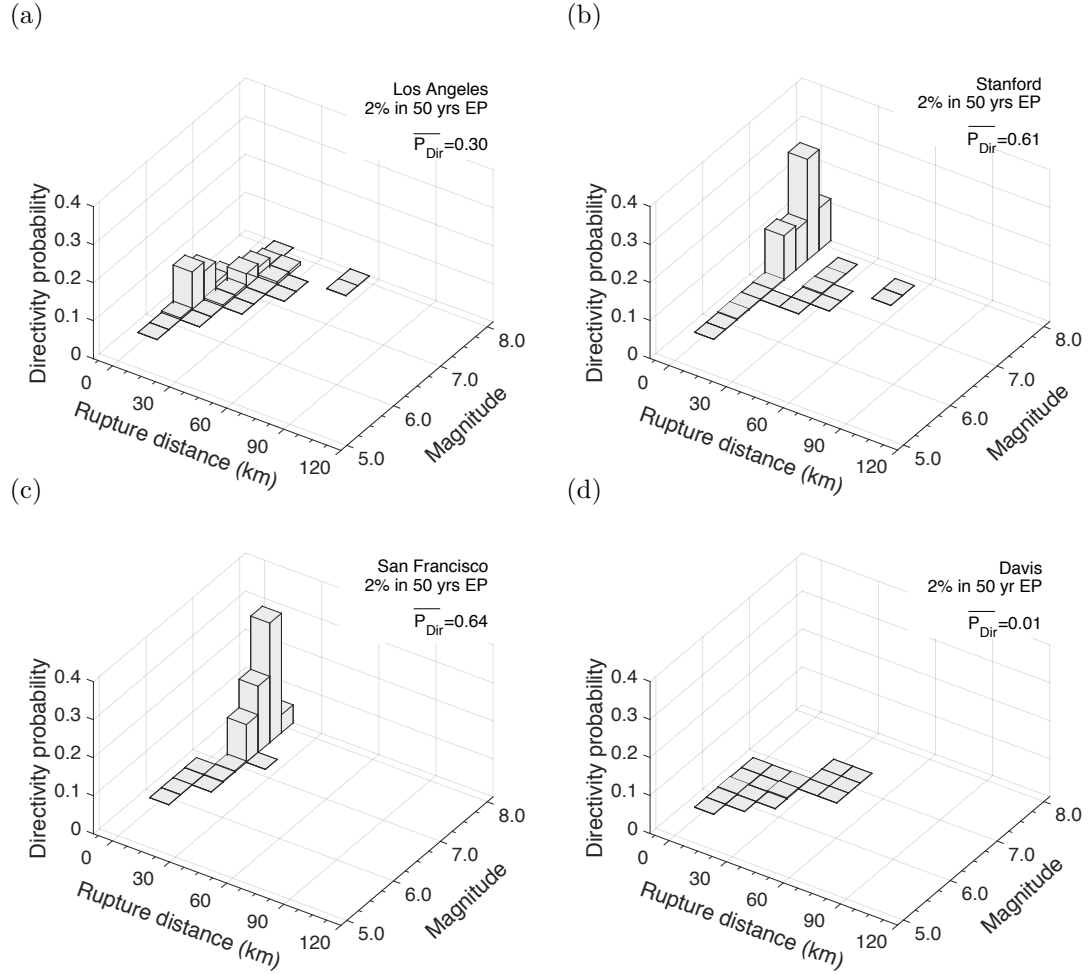 (a)
Los Angeles
2% in 50 yrs EP
P_Dir=0.30
Directivity probability
0.4
0.3
0.2
0.1
0
0
30
60
90
120
Rupture distance (km)
5.0
6.0
7.0
8.0
Magnitude
(b)
Stanford
2% in 50 yrs EP
P_Dir=0.61
Directivity probability
0.4
0.3
0.2
0.1
0
0
30
60
90
120
Rupture distance (km)
5.0
6.0
7.0
8.0
Magnitude
(c)
San Francisco
2% in 50 yrs EP
P_Dir=0.64
Directivity probability
0.4
0.3
0.2
0.1
0
0
30
60
90
120
Rupture distance (km)
5.0
6.0
7.0
8.0
Magnitude
(d)
Davis
2% in 50 yr EP
P_Dir=0.01
Directivity probability
0.4
0.3
0.2
0.1
0
0
30
60
90
120
Rupture distance (km)
5.0
6.0
7.0
8.0
Magnitude